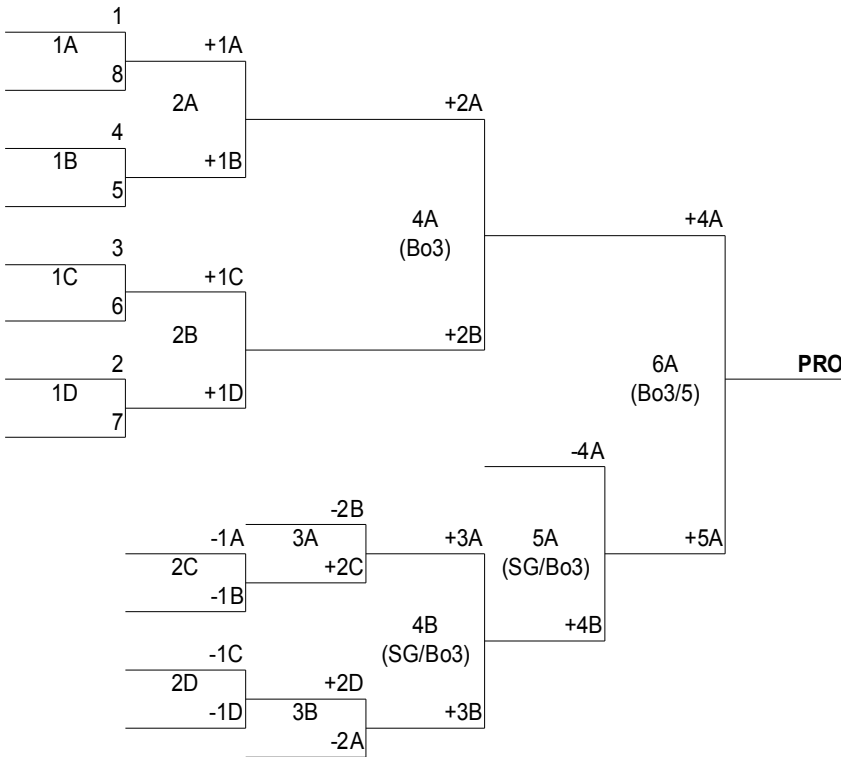 1
1A
8
+1A
2A
+1B
4
1B
5
+2A
4A
(Bo3)
+2B
3
1C
6
+1C
2B
+1D
2
1D
7
+4A
6A
(Bo3/5)
+5A
PRO
-4A
5A
(SG/Bo3)
+4B
-2B
3A
+2C
-1A
2C
-1B
+3A
4B
(SG/Bo3)
+3B
-1C
2D
-1D
+2D
3B
-2A